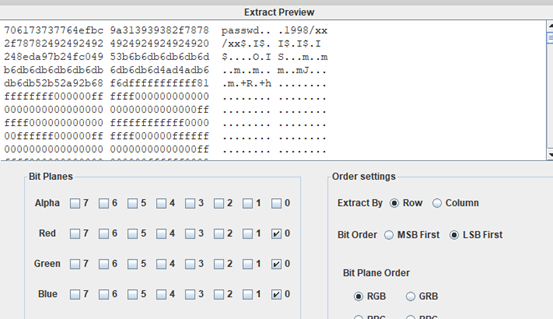 Extract Preview
706173737764efbc 9a313939382f7878 passwd.. .1998/xx
2f78782492492492 4924924924924920 /xx$.I$. I$.I$.I
248eda97b24fc049 53b6b6db6db6db6d $....O.I S...m..m
b6db6db6db6db6db 6db6db6d4ad4adb6 ..m..m.. m..mJ...
db6db52b52a92b68 f6dfffffffffff81 .m.+R.+h ........
ffffffff000000ff ffff000000000000 ........ ........
0000000000000000 00000000000000ff ........ ........
ffff000000000000 ffffffffffff0000 ........ ........
00ffffff000000ff ffff000000ffffff ........ ........
0000000000000000 00000000000000ff ........ ........
Bit Planes
Order settings
Alpha 7 6 5 4 3 2 1 0
Extract By Row Column
Red 7 6 5 4 3 2 1 0
Bit Order MSB First LSB First
Green 7 6 5 4 3 2 1 0
Bit Plane Order
Blue 7 6 5 4 3 2 1 0
RGB GRB